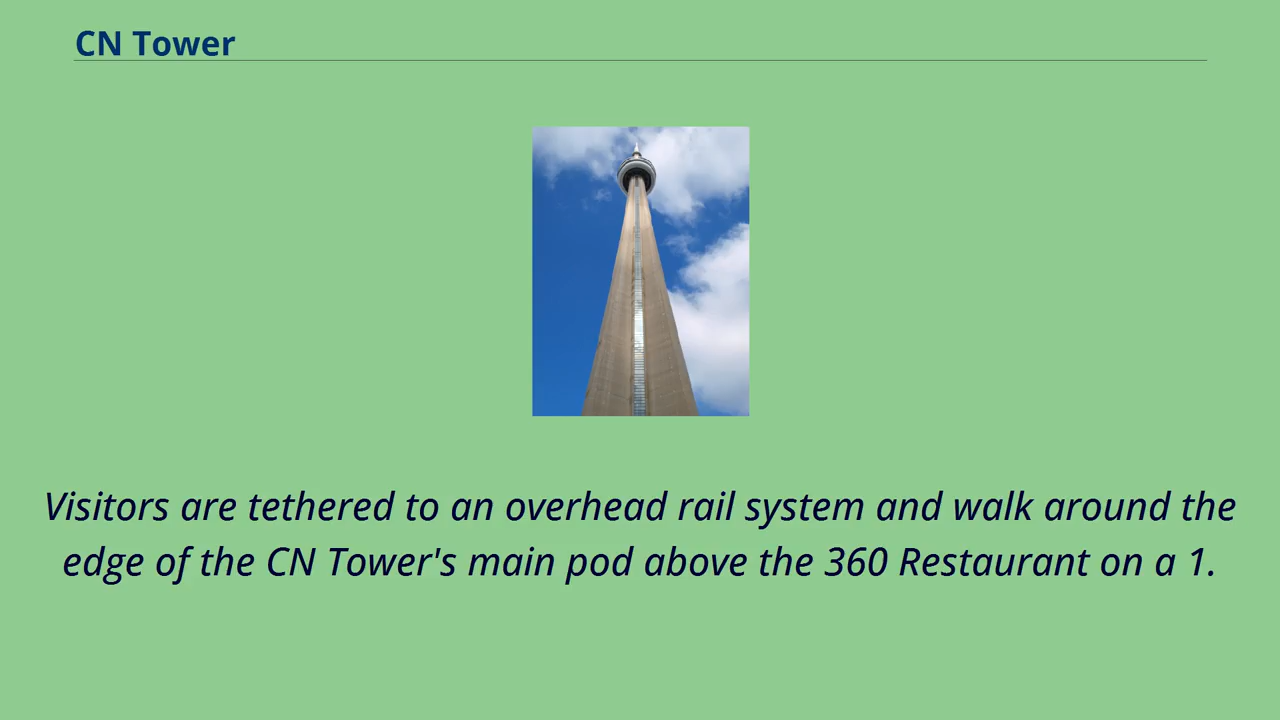 CN Tower
Visitors are tethered to an overhead rail system and walk around the
edge of the CN Tower's main pod above the 360 Restaurant on a 1.